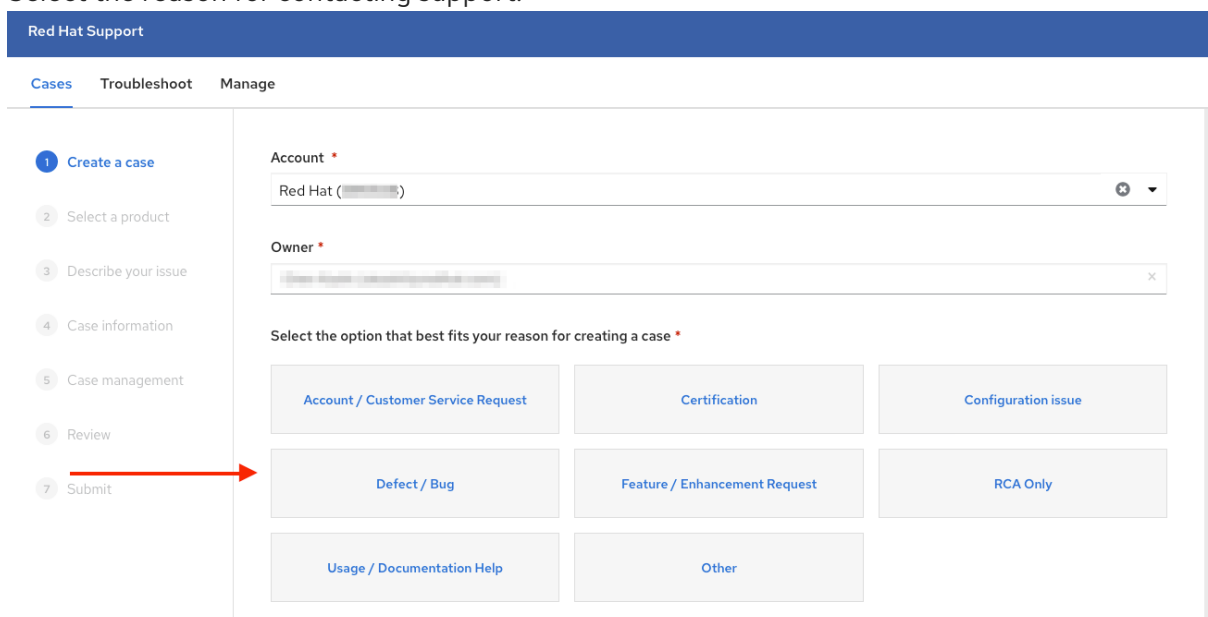 Select the reason for contacting support.
Red Hat Support
Cases Troubleshoot Manage
1 Create a case
2 Select a product
3 Describe your issue
4 Case information
5 Case management
6 Review
7 Submit
Account *
Red Hat ( )
Owner *
Select the option that best fits your reason for creating a case *
Account / Customer Service Request
Certification
Configuration issue
Defect / Bug
Feature / Enhancement Request
RCA Only
Usage / Documentation Help
Other